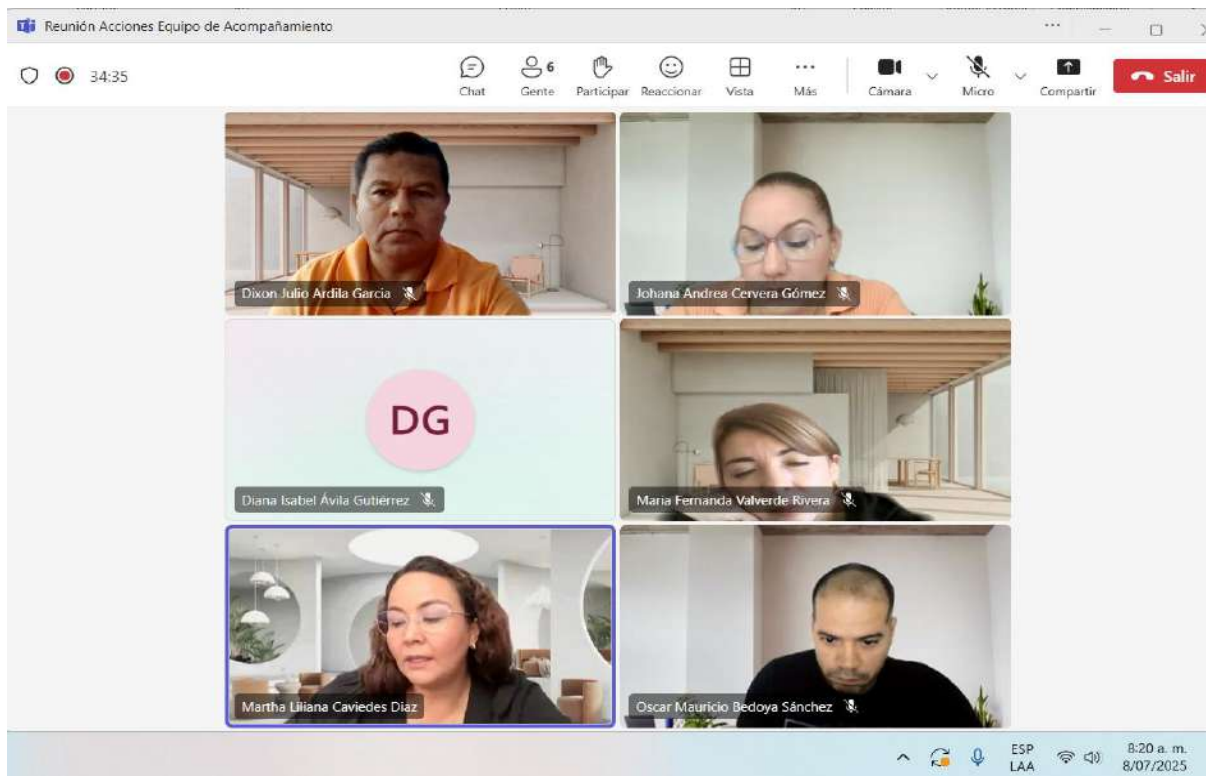 Reunión Acciones Equipo de Acompañamiento
34:35
Chat
Gente 6
Participar
Reaccionar
Vista
Más
Cámara
Micro
Compartir
Salir
Dixon Julio Ardila Garcia
Johana Andrea Cervera Gómez
DG
Diana Isabel Ávila Gutiérrez
Maria Fernanda Valverde Rivera
Martha Liliana Caviedes Diaz
Oscar Mauricio Bedoya Sánchez
ESP
LAA
8:20 a. m.
8/07/2025